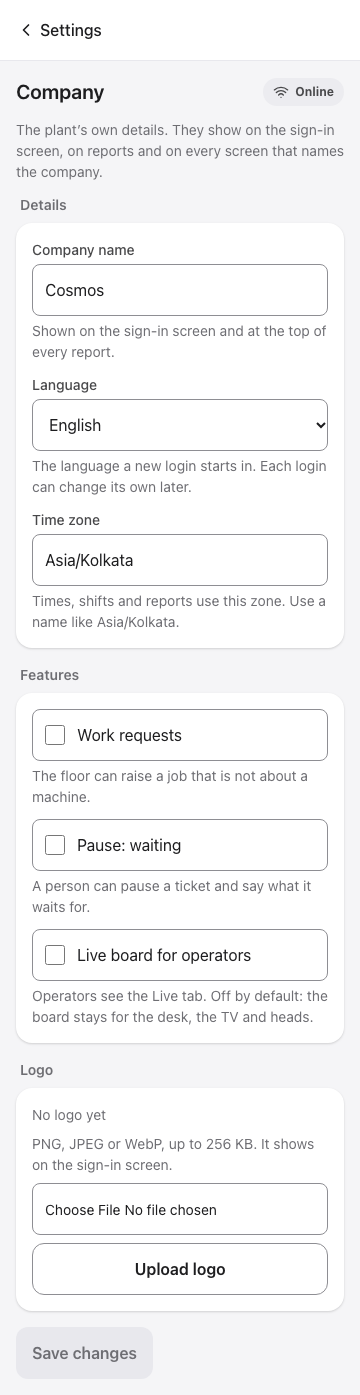 Settings
Company
Online
The plant's own details. They show on the sign-in
screen, on reports and on every screen that names
the company.
Details
Company name
Cosmos
Shown on the sign-in screen and at the top of
every report.
Language
English
The language a new login starts in. Each login
can change its own later.
Time zone
Asia/Kolkata
Times, shifts and reports use this zone. Use a
name like Asia/Kolkata.
Features
Work requests
The floor can raise a job that is not about a
machine.
Pause: waiting
A person can pause a ticket and say what it
waits for.
Live board for operators
Operators see the Live tab. Off by default: the
board stays for the desk, the TV and heads.
Logo
No logo yet
PNG, JPEG or WebP, up to 256 KB. It shows
on the sign-in screen.
Choose File No file chosen
Upload logo
Save changes